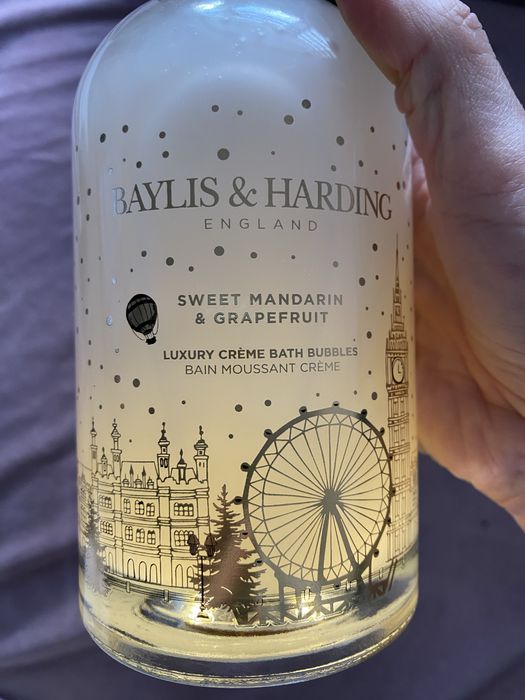 BAYLIS & HARDING
ENGLAND
SWEET MANDARIN
& GRAPEFRUIT
LUXURY CRÈME BATH BUBBLES
BAIN MOUSSANT CRÈME